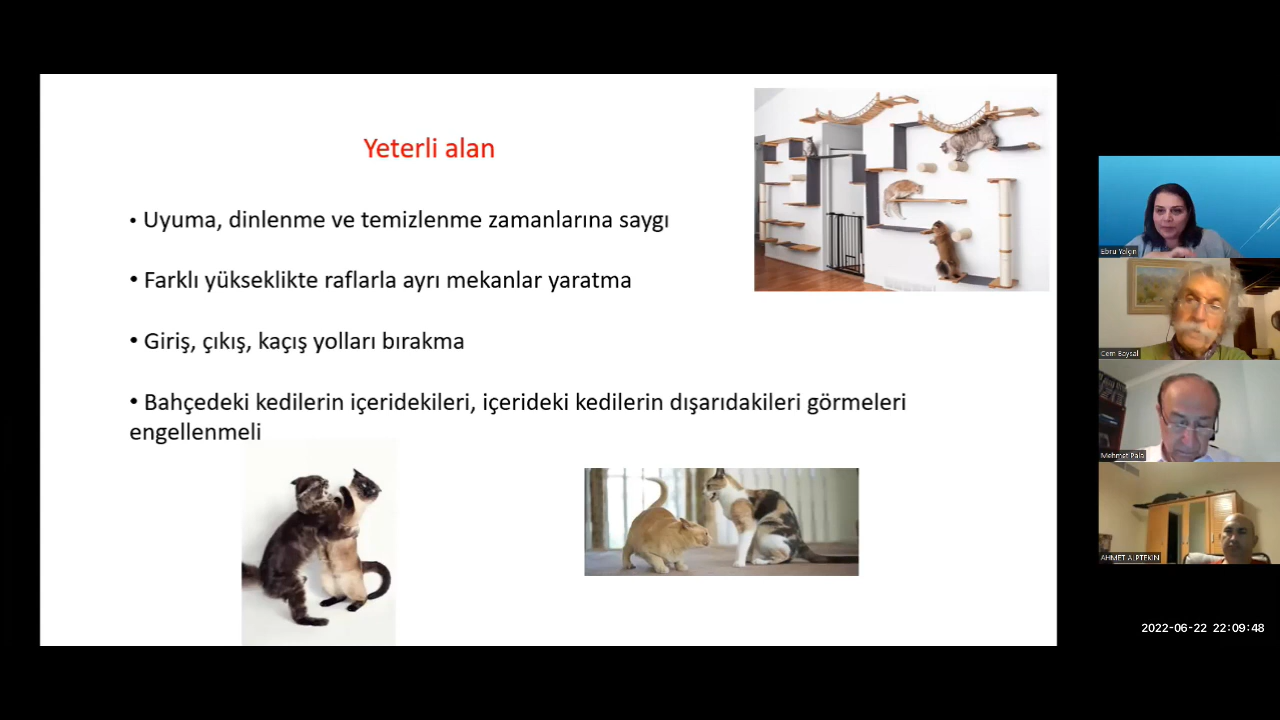 Yeterli alan
• Uyuma, dinlenme ve temizlenme zamanlarına saygı
• Farklı yükseklikte raflarla ayrı mekanlar yaratma
• Giriş, çıkış, kaçış yolları bırakma
• Bahçedeki kedilerin içeridekileri, içerideki kedilerin dışarıdakileri görmeleri
engellenmeli
Ebru Yalçın
Cem Baysal
Mehmet Pala
AHMET ALPTEKIN
2022-06-22 22:09:48